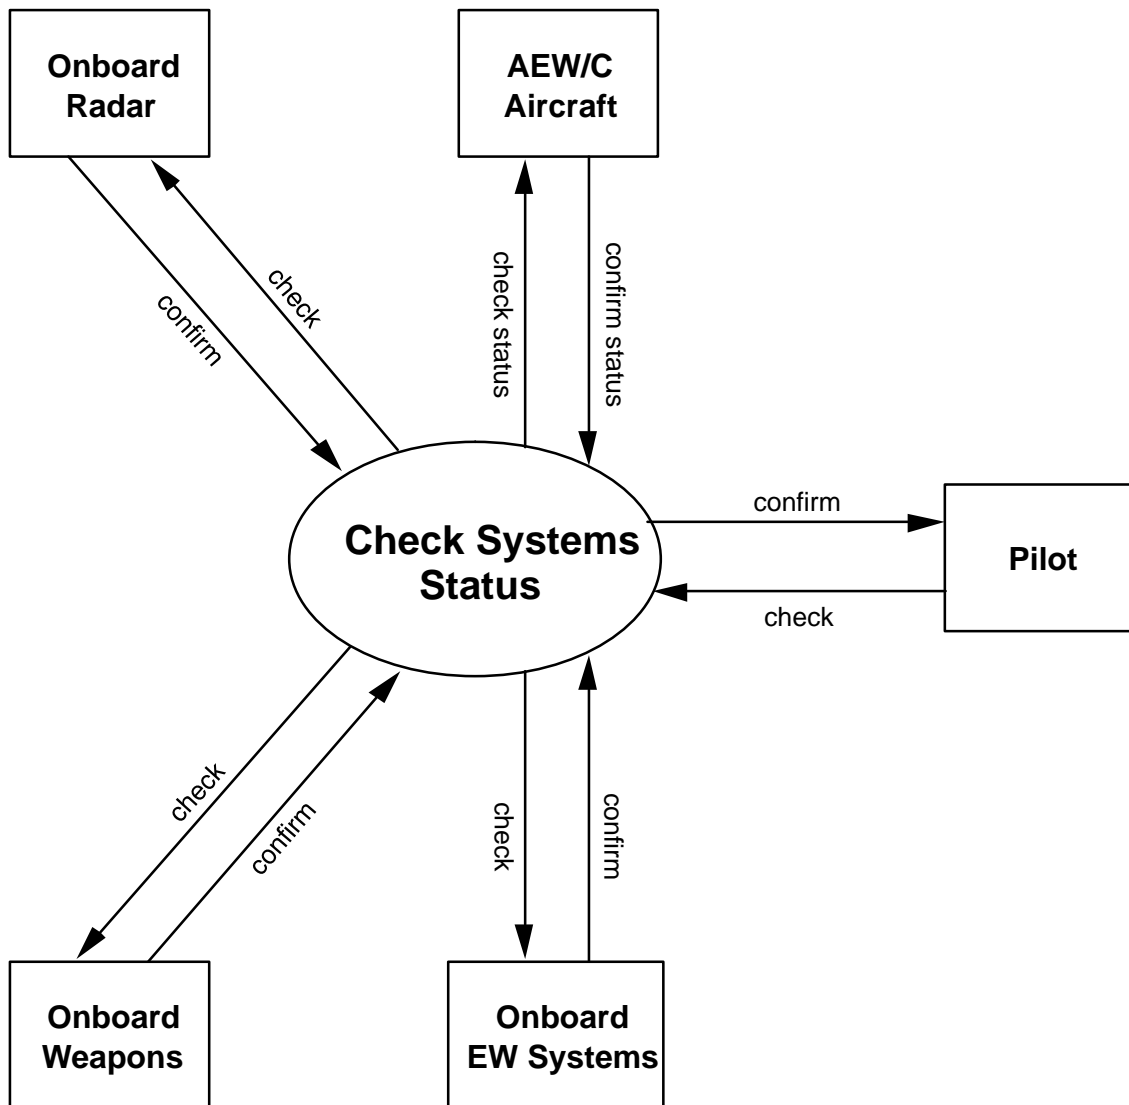 Onboard
Radar
AEW/C
Aircraft
check
confirm
check status
confirm status
confirm
Check Systems
Status
Pilot
check
check
confirm
check
confirm
Onboard
Weapons
Onboard
EW Systems